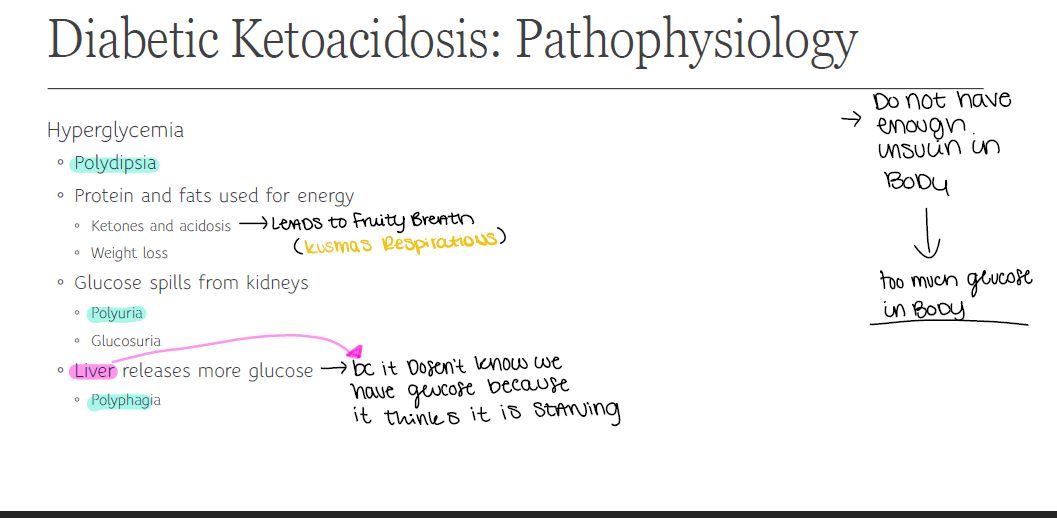 Diabetic Ketoacidosis: Pathophysiology
→ Do not have
enough
insulin in
BODY
↓
too much glucose
in BODY
Hyperglycemia
◦ Polydipsia
◦ Protein and fats used for energy
◦ Ketones and acidosis → LEADS to fruity Breath
(kusmas Respirations)
◦ Weight loss
◦ Glucose spills from kidneys
◦ Polyuria
◦ Glucosuria
◦ Liver releases more glucose → bc it Dosen't know we
have glucose because
it thinks it is starving
◦ Polyphagia